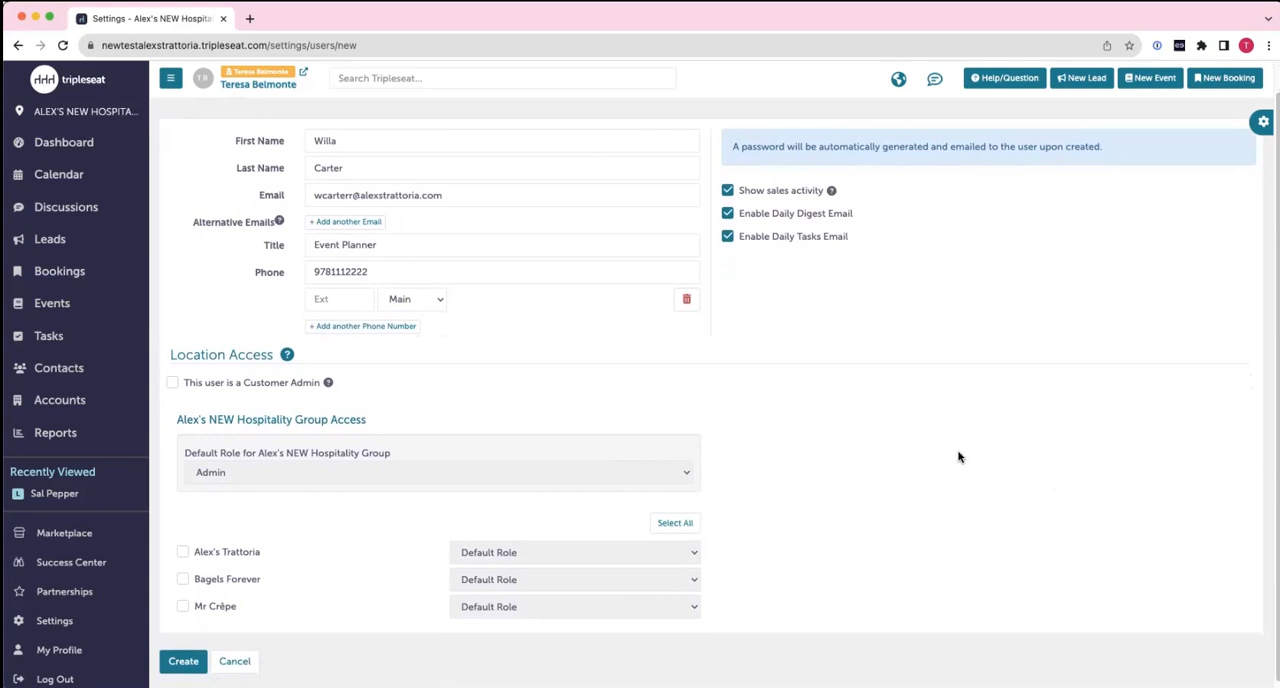 Settings - Alex's NEW Hospita
newtestalexstrattoria.tripleseat.com/settings/users/new
T
tripleseat
TR
Teresa Belmonte
Teresa Belmonte
Search Tripleseat...
Help/Question
New Lead
New Event
New Booking
ALEX'S NEW HOSPITA...
Dashboard
Calendar
Discussions
Leads
Bookings
Events
Tasks
Contacts
Accounts
Reports
Recently Viewed
L Sal Pepper
Marketplace
Success Center
Partnerships
Settings
My Profile
Log Out
First Name Willa
Last Name Carter
Email wcarterr@alexstrattoria.com
Alternative Emails ? + Add another Email
Title Event Planner
Phone 9781112222
Ext Main
+ Add another Phone Number
A password will be automatically generated and emailed to the user upon created.
Show sales activity ?
Enable Daily Digest Email
Enable Daily Tasks Email
Location Access ?
This user is a Customer Admin ?
Alex's NEW Hospitality Group Access
Default Role for Alex's NEW Hospitality Group
Admin
Select All
Alex's Trattoria Default Role
Bagels Forever Default Role
Mr Crêpe Default Role
Create Cancel